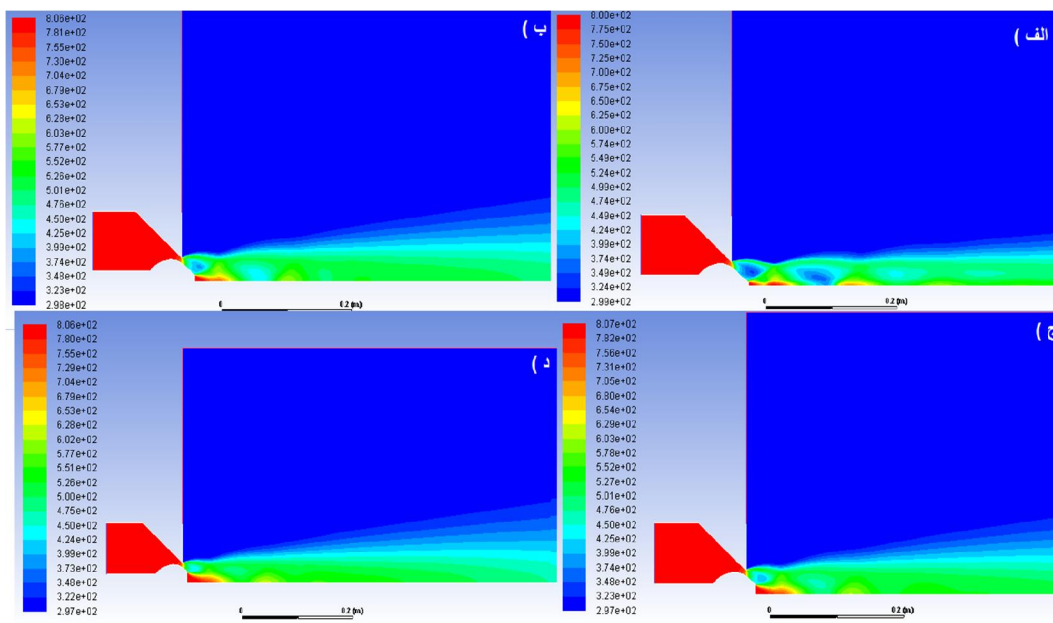 ب )
8.06e+02
7.81e+02
7.55e+02
7.30e+02
7.04e+02
6.79e+02
6.53e+02
6.28e+02
6.03e+02
5.77e+02
5.52e+02
5.26e+02
5.01e+02
4.76e+02
4.50e+02
4.25e+02
3.99e+02
3.74e+02
3.48e+02
3.23e+02
2.98e+02
0 0.2 (m)
الف )
8.00e+02
7.75e+02
7.50e+02
7.25e+02
7.00e+02
6.75e+02
6.50e+02
6.25e+02
6.00e+02
5.74e+02
5.49e+02
5.24e+02
4.99e+02
4.74e+02
4.49e+02
4.24e+02
3.99e+02
3.74e+02
3.49e+02
3.24e+02
2.99e+02
0 0.2 (m)
د )
8.06e+02
7.80e+02
7.55e+02
7.29e+02
7.04e+02
6.79e+02
6.53e+02
6.28e+02
6.02e+02
5.77e+02
5.51e+02
5.26e+02
5.00e+02
4.75e+02
4.50e+02
4.24e+02
3.99e+02
3.73e+02
3.48e+02
3.22e+02
2.97e+02
0 0.2 (m)
ج )
8.07e+02
7.82e+02
7.56e+02
7.31e+02
7.05e+02
6.80e+02
6.54e+02
6.29e+02
6.03e+02
5.78e+02
5.52e+02
5.27e+02
5.01e+02
4.76e+02
4.50e+02
4.25e+02
3.99e+02
3.74e+02
3.48e+02
3.23e+02
2.97e+02
0 0.2 (m)